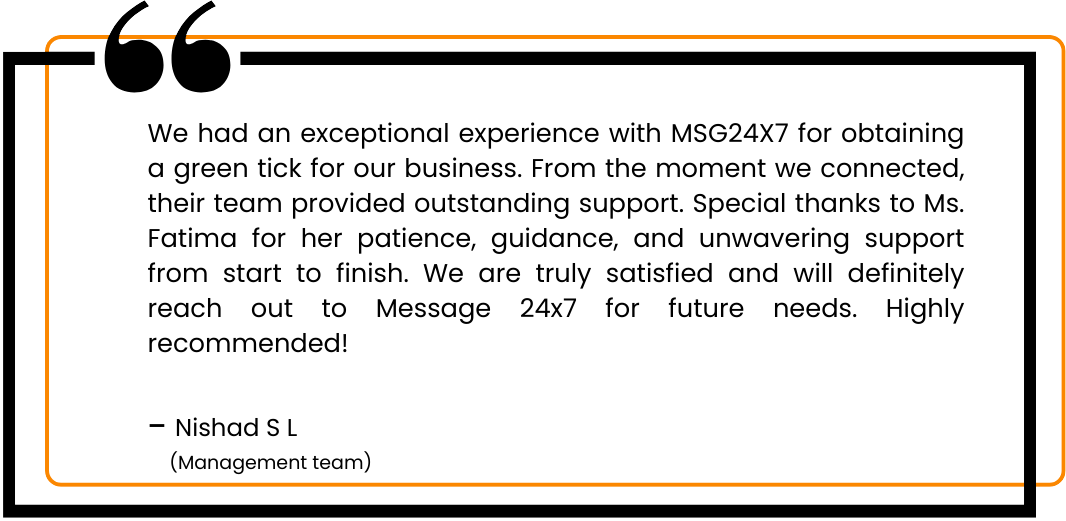 We had an exceptional experience with MSG24X7 for obtaining
a green tick for our business. From the moment we connected,
their team provided outstanding support. Special thanks to Ms.
Fatima for her patience, guidance, and unwavering support
from start to finish. We are truly satisfied and will definitely
reach out to Message 24x7 for future needs. Highly
recommended!
– Nishad S L
(Management team)